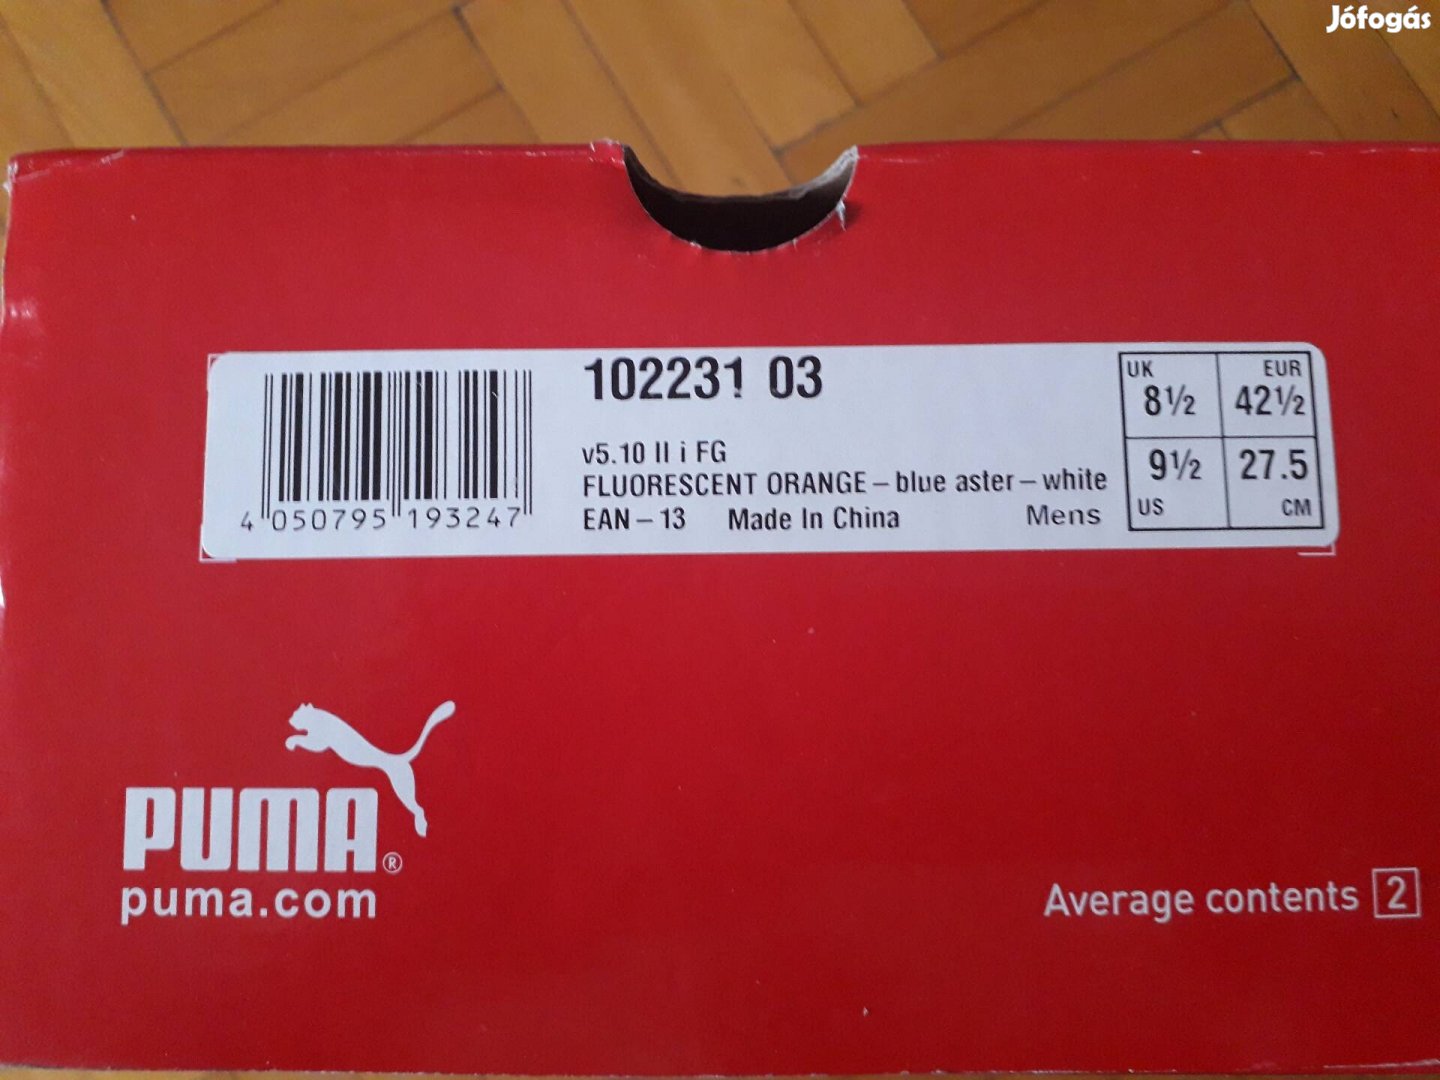 Jófogás
102231 03
v5.10 II i FG
FLUORESCENT ORANGE – blue aster – white
EAN – 13 Made In China Mens
4 050795 193247
UK 8½
EUR 42½
9½ US
27.5 CM
PUMA®
puma.com
Average contents 2